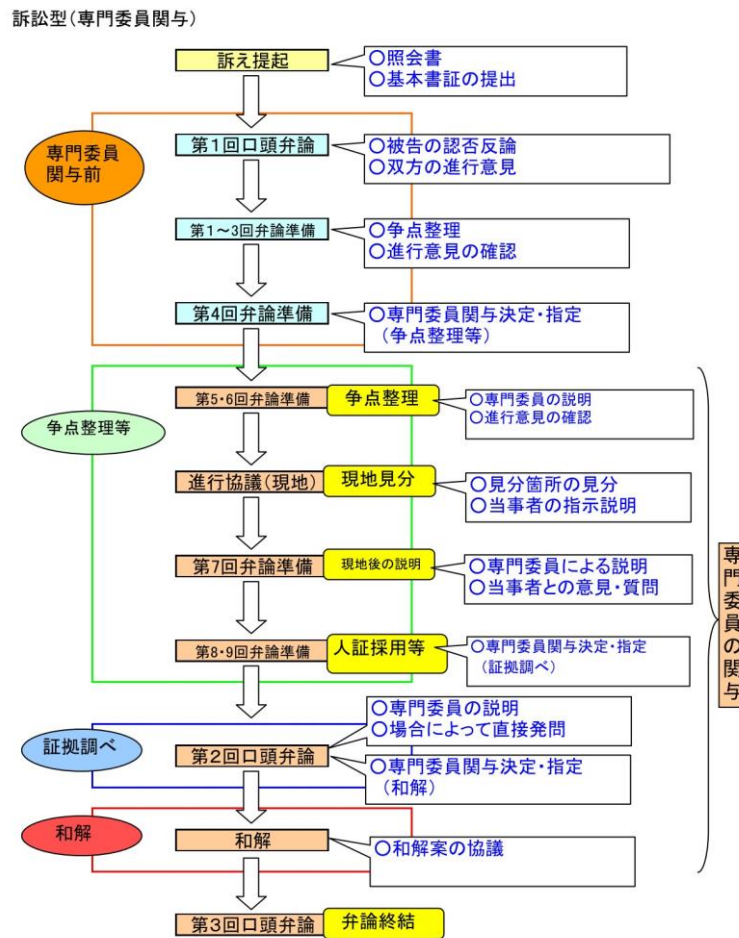 訴訟型(専門委員関与)
訴え提起
○照会書
○基本書証の提出
専門委員
関与前
第1回口頭弁論
○被告の認否反論
○双方の進行意見
第1～3回弁論準備
○争点整理
○進行意見の確認
第4回弁論準備
○専門委員関与決定・指定
(争点整理等)
争点整理等
第5・6回弁論準備
争点整理
○専門委員の説明
○進行意見の確認
進行協議(現地)
現地見分
○見分箇所の見分
○当事者の指示説明
第7回弁論準備
現地後の説明
○専門委員による説明
○当事者との意見・質問
第8・9回弁論準備
人証採用等
○専門委員関与決定・指定
(証拠調べ)
専門委員の関与
証拠調べ
○専門委員の説明
○場合によって直接発問
第2回口頭弁論
○専門委員関与決定・指定
(和解)
和解
和解
○和解案の協議
第3回口頭弁論
弁論終結